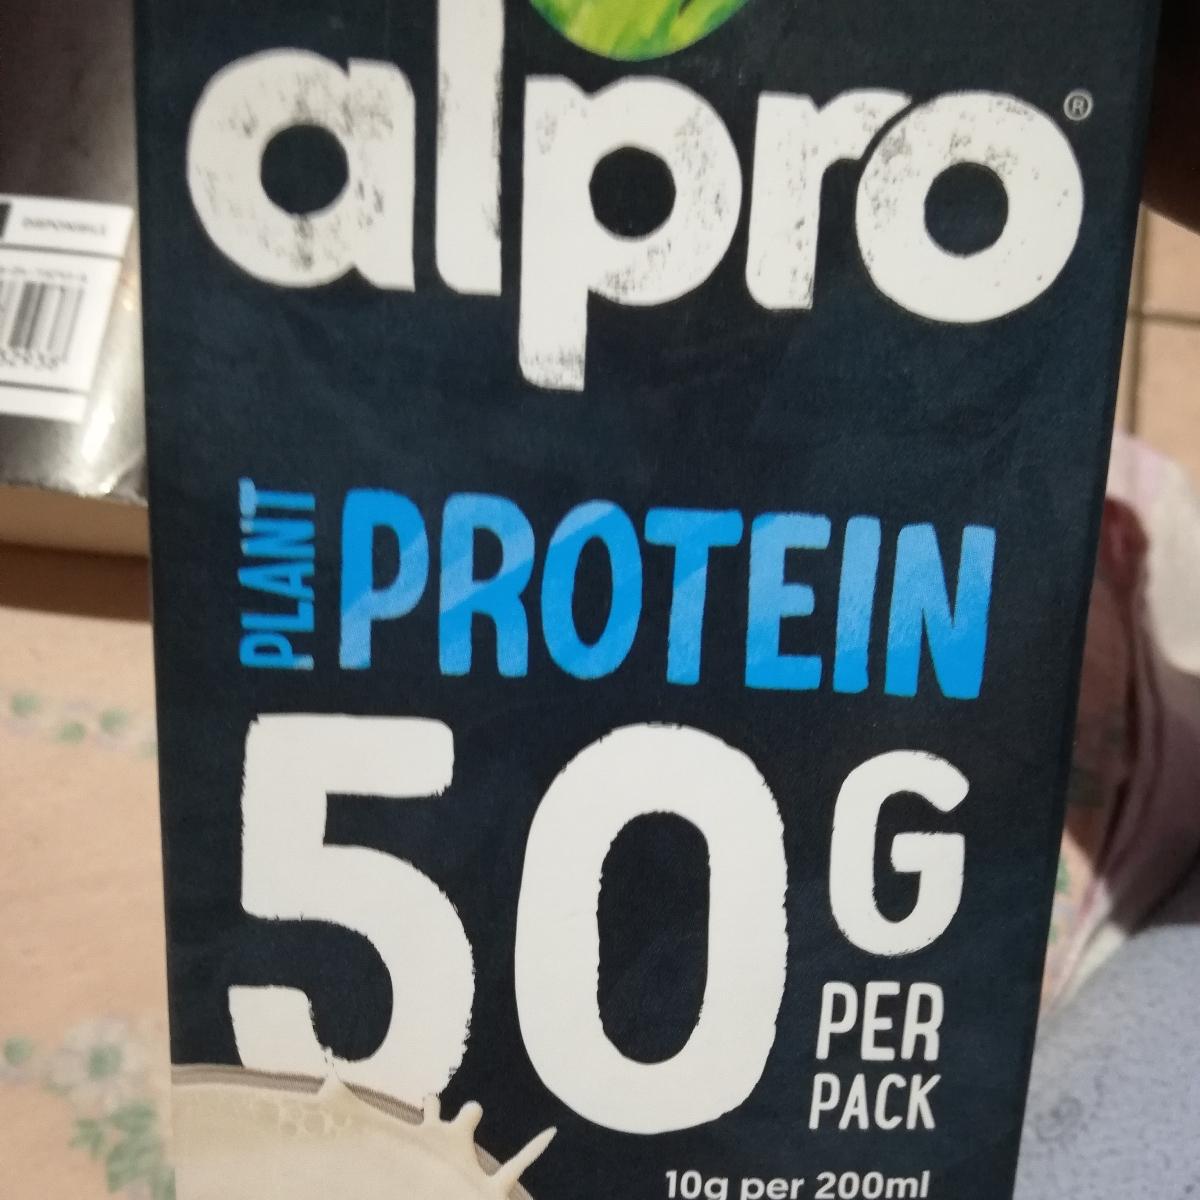 alpro®
PLANT PROTEIN
50G
PER
PACK
10g per 200ml